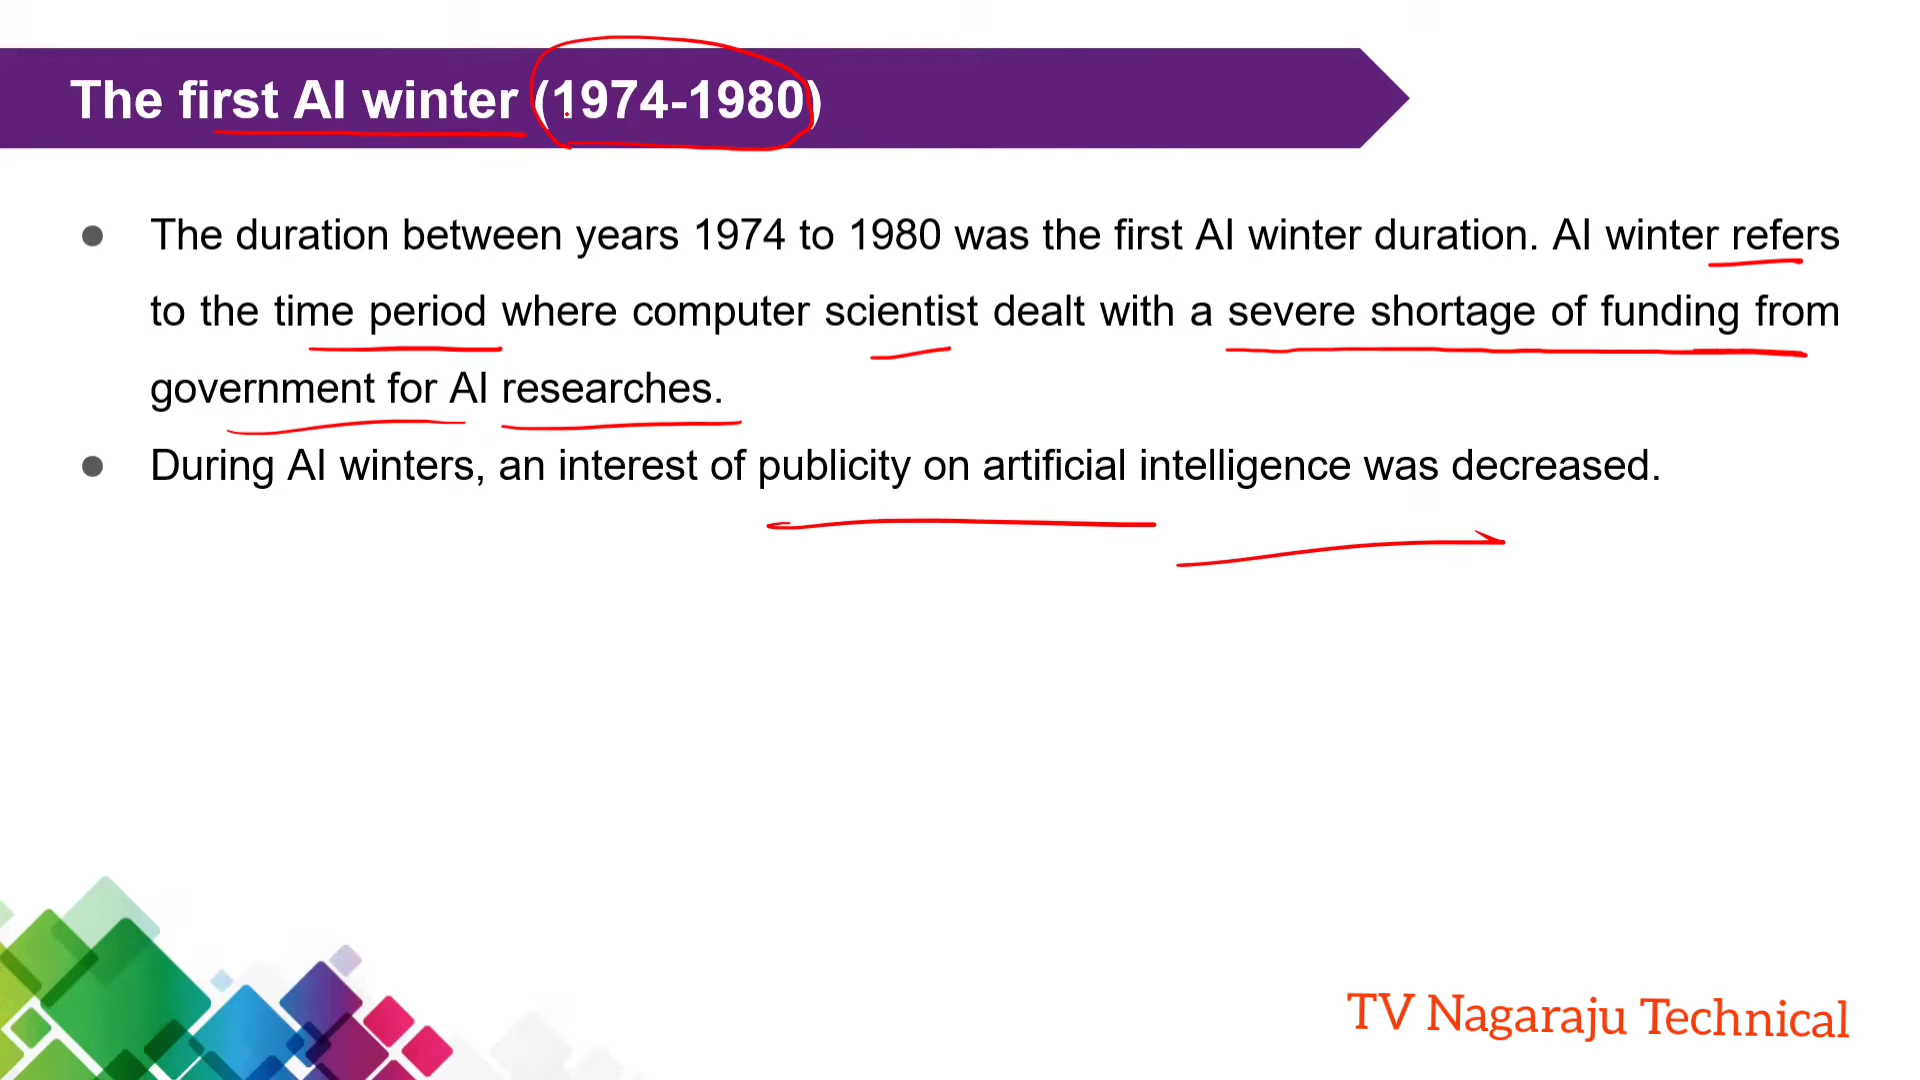 The first AI winter (1974-1980)
● The duration between years 1974 to 1980 was the first AI winter duration. AI winter refers
to the time period where computer scientist dealt with a severe shortage of funding from
government for AI researches.
● During AI winters, an interest of publicity on artificial intelligence was decreased.
TV Nagaraju Technical